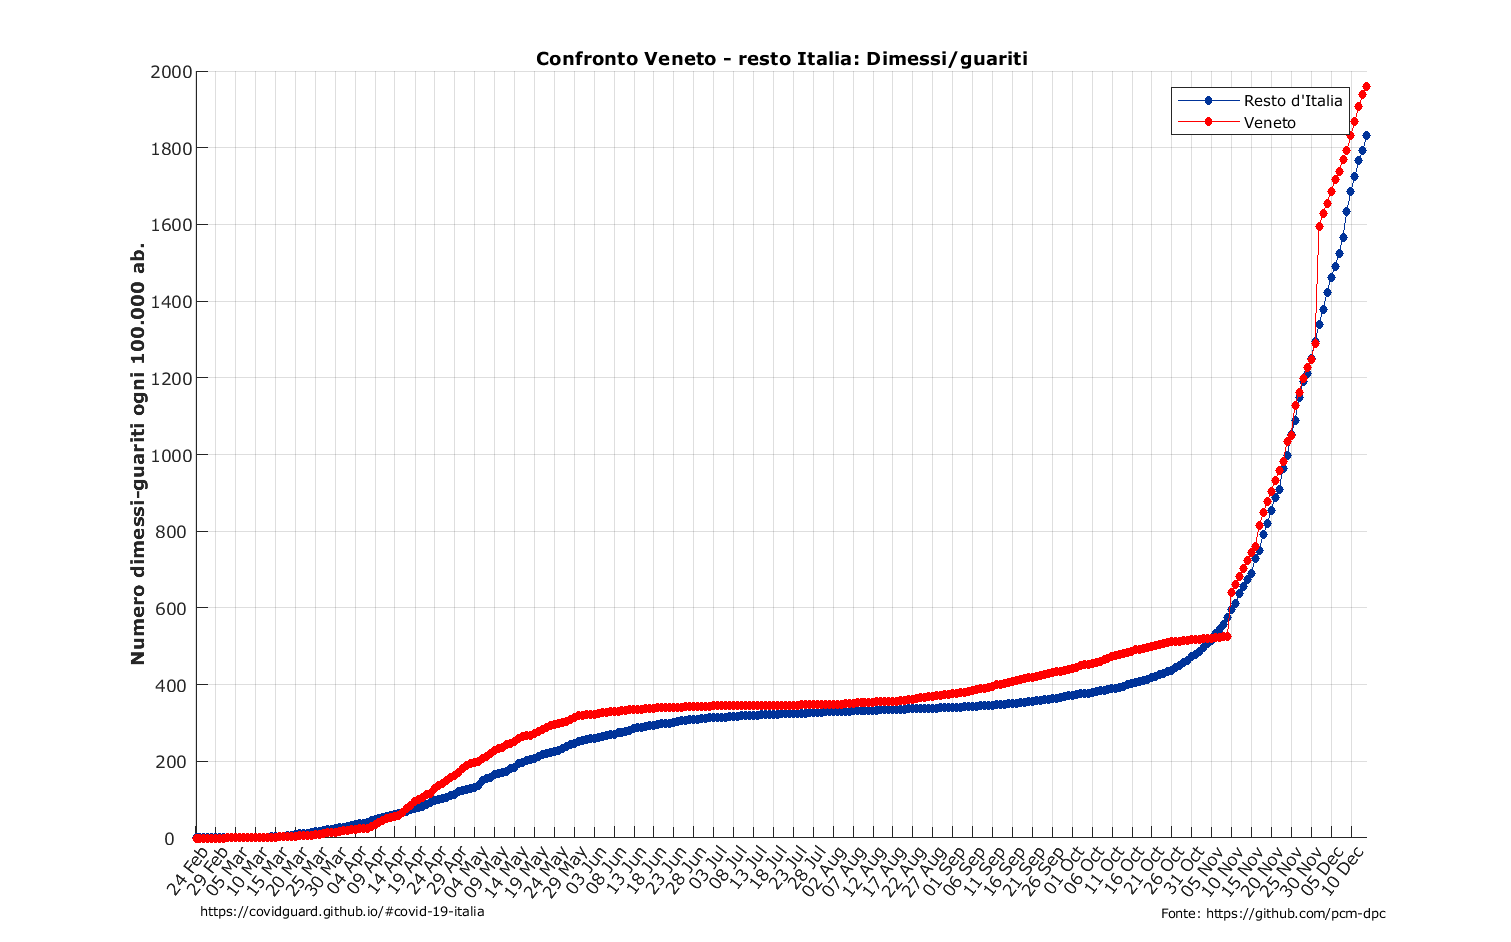 Confronto Veneto - resto Italia: Dimessi/guariti
Resto d'Italia
Veneto
Numero dimessi-guariti ogni 100.000 ab.
2000
1800
1600
1400
1200
1000
800
600
400
200
0
24 Feb
29 Feb
05 Mar
10 Mar
15 Mar
20 Mar
25 Mar
30 Mar
04 Apr
09 Apr
14 Apr
19 Apr
24 Apr
29 Apr
04 May
09 May
14 May
19 May
24 May
29 May
03 Jun
08 Jun
13 Jun
18 Jun
23 Jun
28 Jun
03 Jul
08 Jul
13 Jul
18 Jul
23 Jul
28 Jul
02 Aug
07 Aug
12 Aug
17 Aug
22 Aug
27 Aug
01 Sep
06 Sep
11 Sep
16 Sep
21 Sep
26 Sep
01 Oct
06 Oct
11 Oct
16 Oct
21 Oct
26 Oct
31 Oct
05 Nov
10 Nov
15 Nov
20 Nov
25 Nov
30 Nov
05 Dec
10 Dec
https://covidguard.github.io/#covid-19-italia
Fonte: https://github.com/pcm-dpc